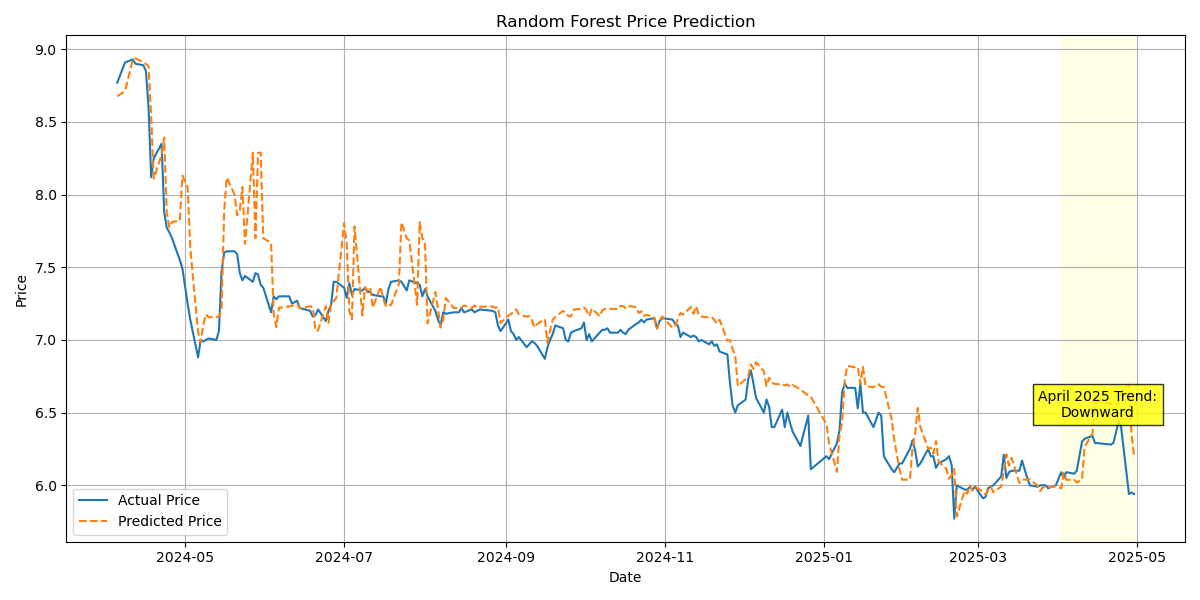 Random Forest Price Prediction
Price
9.0
8.5
8.0
7.5
7.0
6.5
6.0
April 2025 Trend:
Downward
Actual Price
Predicted Price
2024-05
2024-07
2024-09
2024-11
2025-01
2025-03
2025-05
Date